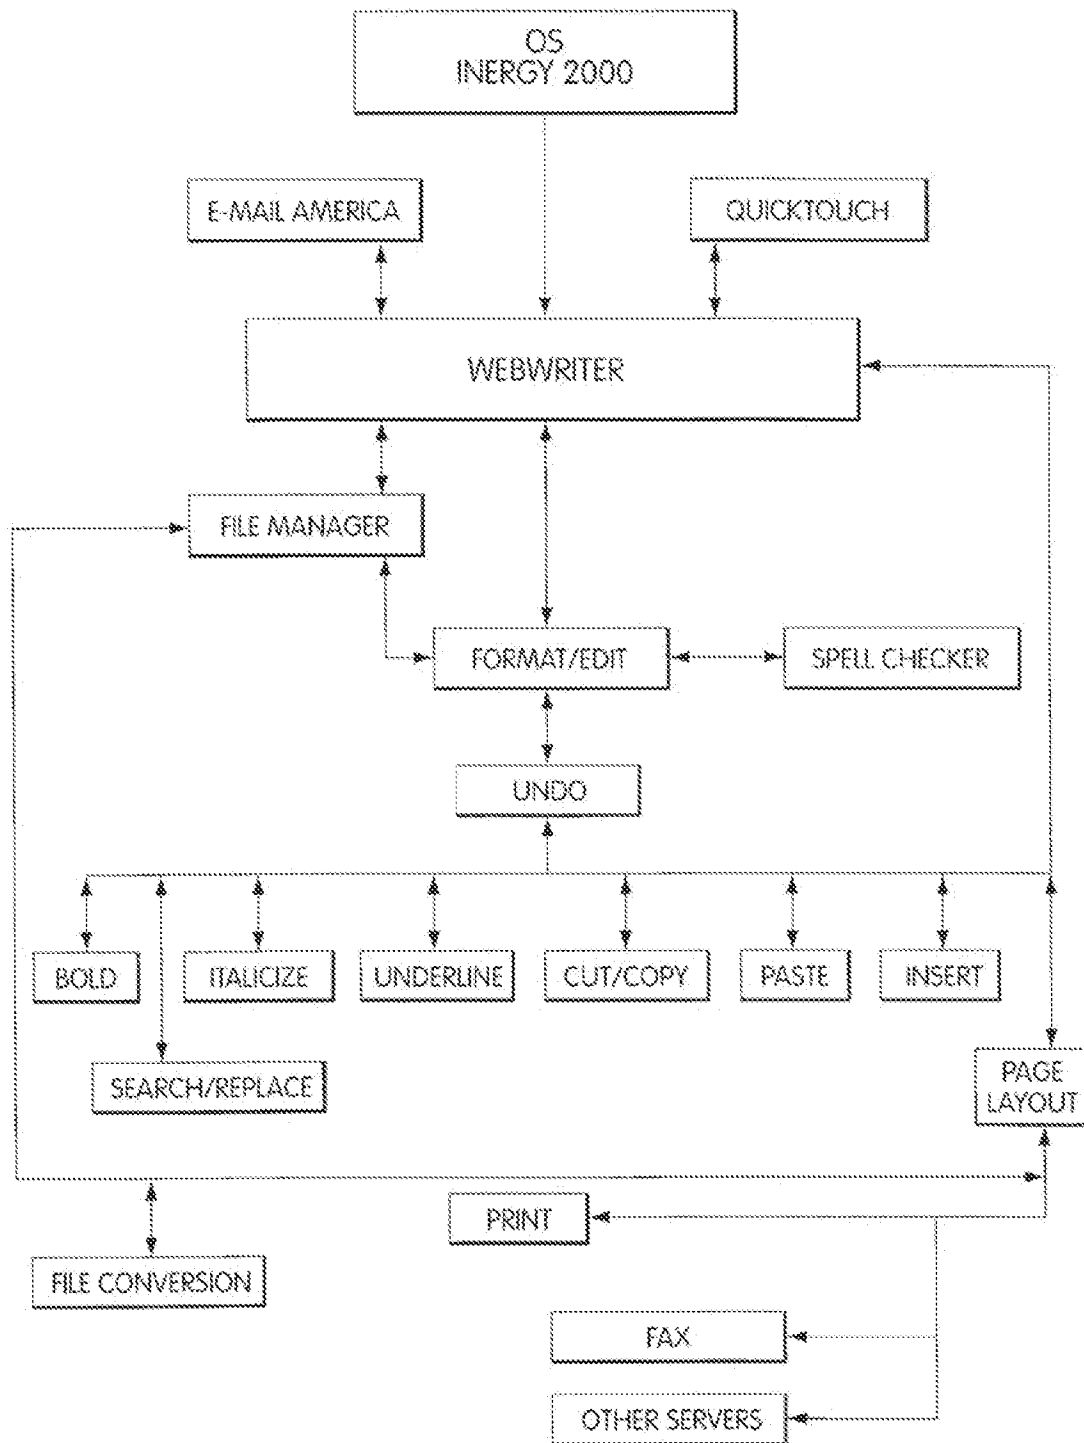 OS
INERGY 2000
E-MAIL AMERICA
QUICKTOUCH
WEBWRITER
FILE MANAGER
FORMAT/EDIT
SPELL CHECKER
UNDO
BOLD
ITALICIZE
UNDERLINE
CUT/COPY
PASTE
INSERT
SEARCH/REPLACE
PAGE
LAYOUT
PRINT
FILE CONVERSION
FAX
OTHER SERVERS